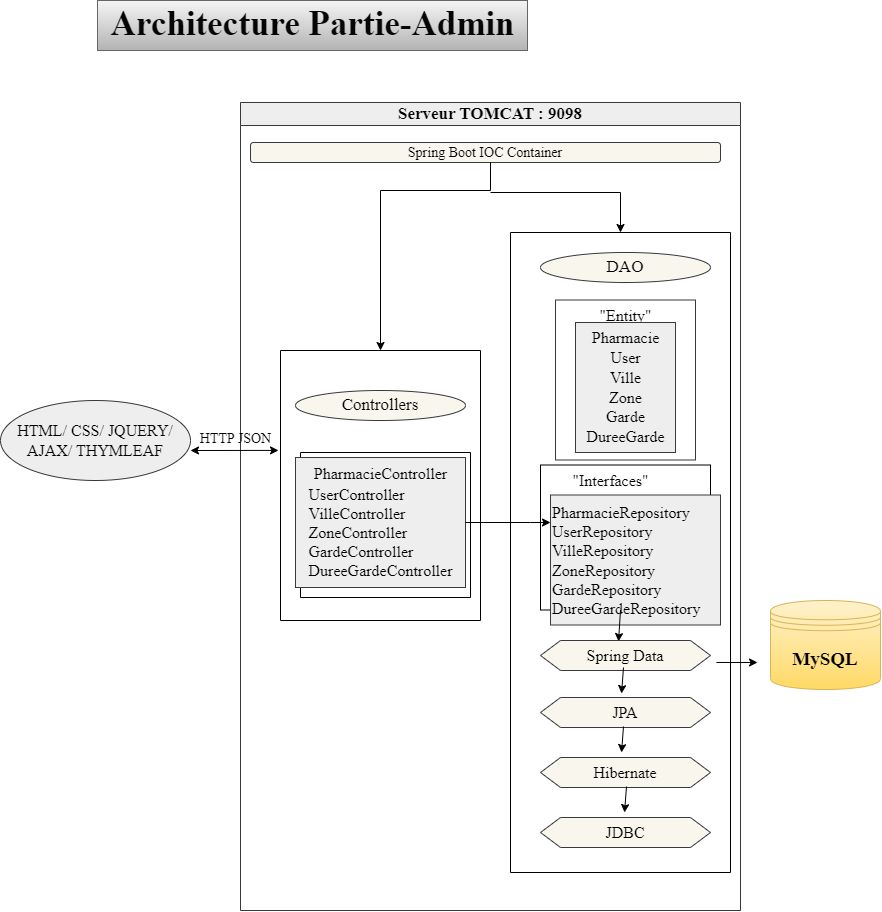 Architecture Partie-Admin
Serveur TOMCAT : 9098
Spring Boot IOC Container
DAO
"Entity"
Pharmacie
User
Ville
Zone
Garde
DureeGarde
Controllers
HTML/ CSS/ JQUERY/
AJAX/ THYMLEAF
HTTP JSON
PharmacieController
UserController
VilleController
ZoneController
GardeController
DureeGardeController
"Interfaces"
PharmacieRepository
UserRepository
VilleRepository
ZoneRepository
GardeRepository
DureeGardeRepository
Spring Data
MySQL
JPA
Hibernate
JDBC